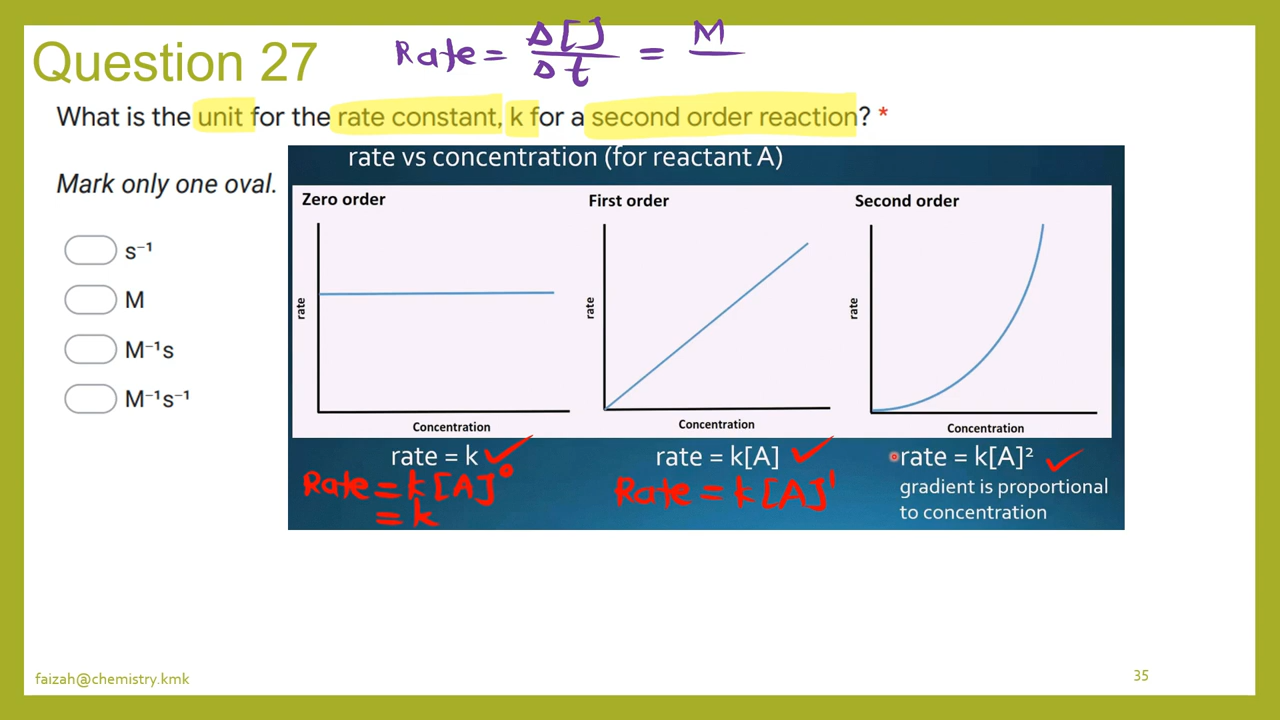 Question 27
Rate = Δ[] / Δt = M
What is the unit for the rate constant, k for a second order reaction? *
Mark only one oval.
s⁻¹
M
M⁻¹s
M⁻¹s⁻¹
rate vs concentration (for reactant A)
Zero order
rate
Concentration
rate = k
Rate = k [A]⁰
= k
First order
rate
Concentration
rate = k[A]
Rate = k [A]¹
Second order
rate
Concentration
rate = k[A]²
gradient is proportional
to concentration
faizah@chemistry.kmk
35